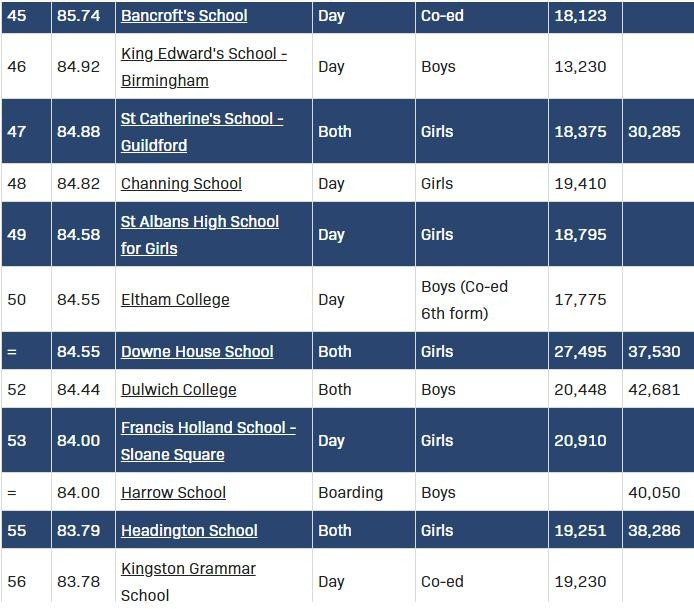 45 85.74 Bancroft's School Day Co-ed 18,123
46 84.92 King Edward's School - Day Boys 13,230
Birmingham
47 84.88 St Catherine's School - Both Girls 18,375 30,285
Guildford
48 84.82 Channing School Day Girls 19,410
49 84.58 St Albans High School Day Girls 18,795
for Girls
50 84.55 Eltham College Day Boys (Co-ed 17,775
6th form)
= 84.55 Downe House School Both Girls 27,495 37,530
52 84.44 Dulwich College Both Boys 20,448 42,681
53 84.00 Francis Holland School - Day Girls 20,910
Sloane Square
= 84.00 Harrow School Boarding Boys 40,050
55 83.79 Headington School Both Girls 19,251 38,286
56 83.78 Kingston Grammar Day Co-ed 19,230
School